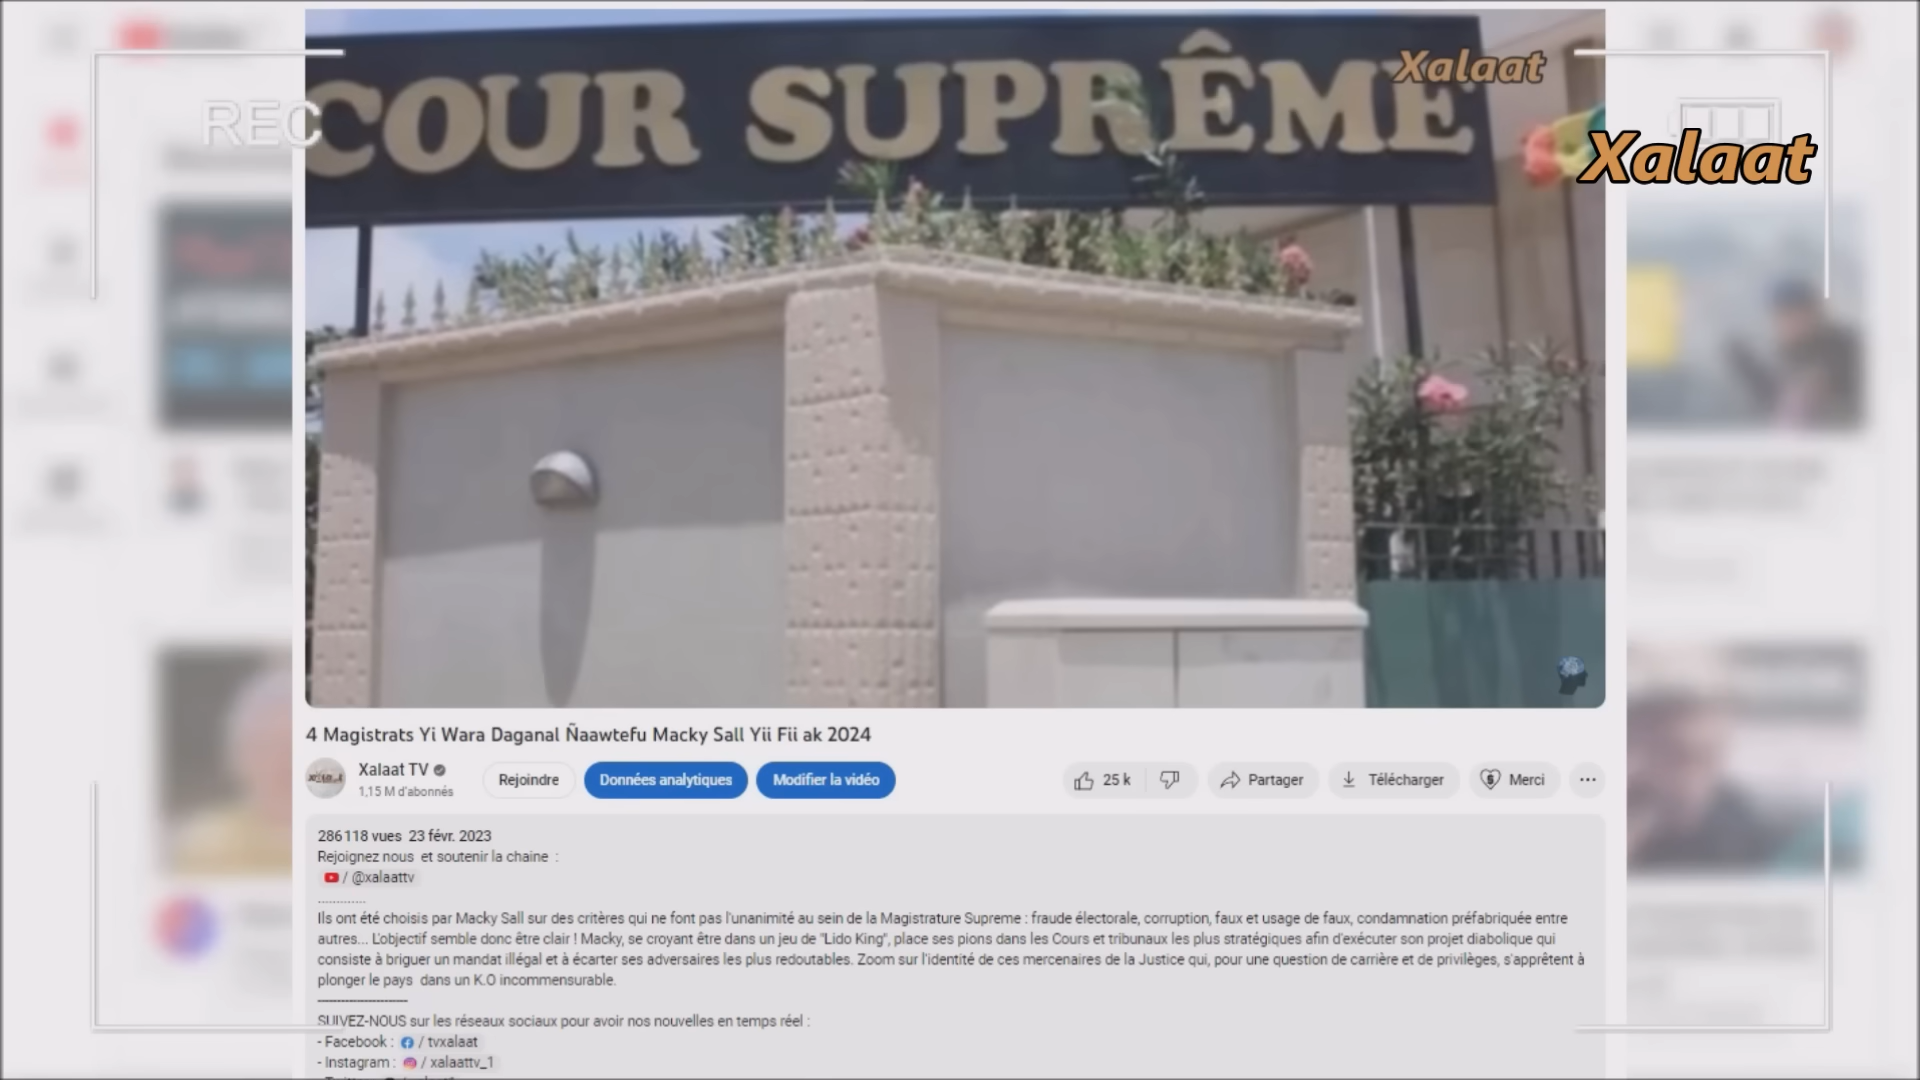 REC
COUR SUPRÊME
Xalaat
Xalaat
4 Magistrats Yi Wara Daganal Ñaawtefu Macky Sall Yii Fii ak 2024
Xalaat TV
1,15 M d'abonnés
Rejoindre
Données analytiques
Modifier la vidéo
25 k
Partager
Télécharger
Merci
286 118 vues 23 févr. 2023
Rejoignez nous et soutenir la chaine :
/ @xalaattv
.............
Ils ont été choisis par Macky Sall sur des critères qui ne font pas l'unanimité au sein de la Magistrature Supreme : fraude électorale, corruption, faux et usage de faux, condamnation préfabriquée entre
autres... L'objectif semble donc être clair ! Macky, se croyant être dans un jeu de "Lido King", place ses pions dans les Cours et tribunaux les plus stratégiques afin d'exécuter son projet diabolique qui
consiste à briguer un mandat illégal et à écarter ses adversaires les plus redoutables. Zoom sur l'identité de ces mercenaires de la Justice qui, pour une question de carrière et de privilèges, s'apprêtent à
plonger le pays dans un K.O incommensurable.
SUIVEZ-NOUS sur les réseaux sociaux pour avoir nos nouvelles en temps réel :
- Facebook : / tvxalaat
- Instagram : / xalaattv_1